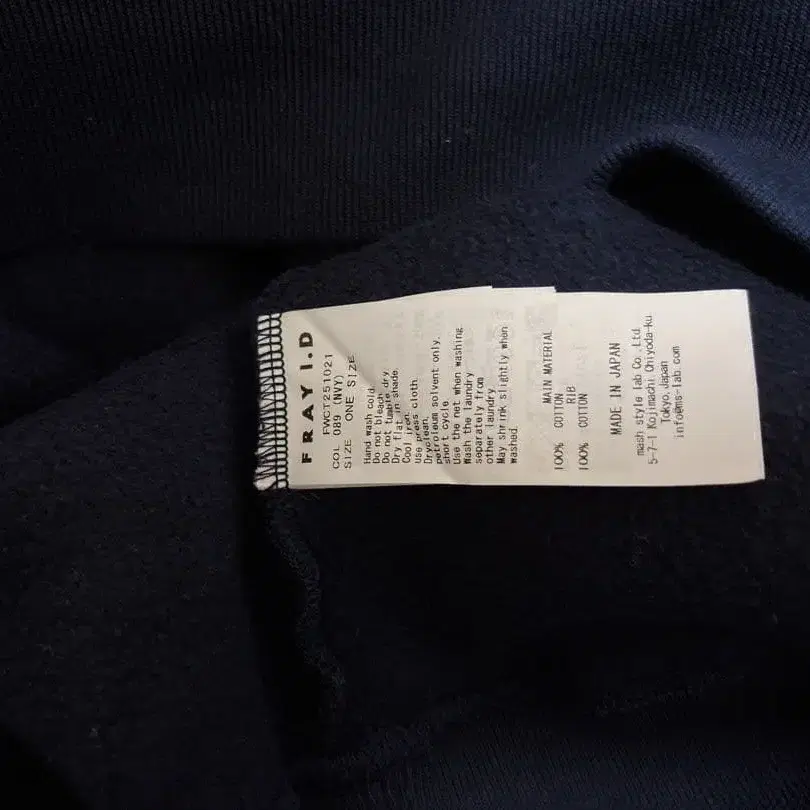 FRAY I.D
FWCT251021
COL 089 (NVY)
SIZE ONE SIZE
Hand wash cold.
Do not bleach.
Do not tumble dry.
Dry flat in shade.
Cool iron.
use press cloth.
Dryclean,
petroleum solvent only.
short cycle.
Use the net when washing
Wash the laundry
separately from
other laundry.
May shrink slightly when
washed.
MAIN MATERIAL
100% COTTON
RIB
100% COTTON
MADE IN JAPAN
mash style lab Co.,Ltd.
5-7-1 Kojimachi Chiyoda-ku
Tokyo.Japan
info@ms-lab.com